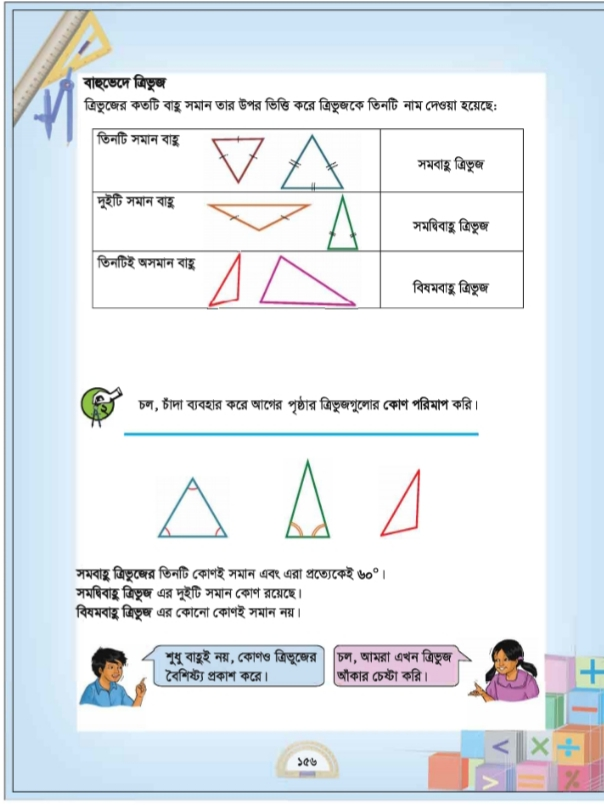 বাহুভেদে ত্রিভুজ
ত্রিভুজের কতটি বাহু সমান তার উপর ভিত্তি করে ত্রিভুজকে তিনটি নাম দেওয়া হয়েছে:
তিনটি সমান বাহু
সমবাহু ত্রিভুজ
দুইটি সমান বাহু
সমদ্বিবাহু ত্রিভুজ
তিনটিই অসমান বাহু
বিষমবাহু ত্রিভুজ
২
চল, চাঁদা ব্যবহার করে আগের পৃষ্ঠার ত্রিভুজগুলোর কোণ পরিমাপ করি।
সমবাহু ত্রিভুজের তিনটি কোণই সমান এবং এরা প্রত্যেকেই ৬০°।
সমদ্বিবাহু ত্রিভুজ এর দুইটি সমান কোণ রয়েছে।
বিষমবাহু ত্রিভুজ এর কোনো কোণই সমান নয়।
শুধু বাহুই নয়, কোণও ত্রিভুজের
বৈশিষ্ট্য প্রকাশ করে।
চল, আমরা এখন ত্রিভুজ
আঁকার চেষ্টা করি।
+
−
< × ÷
> = %
১৫৬